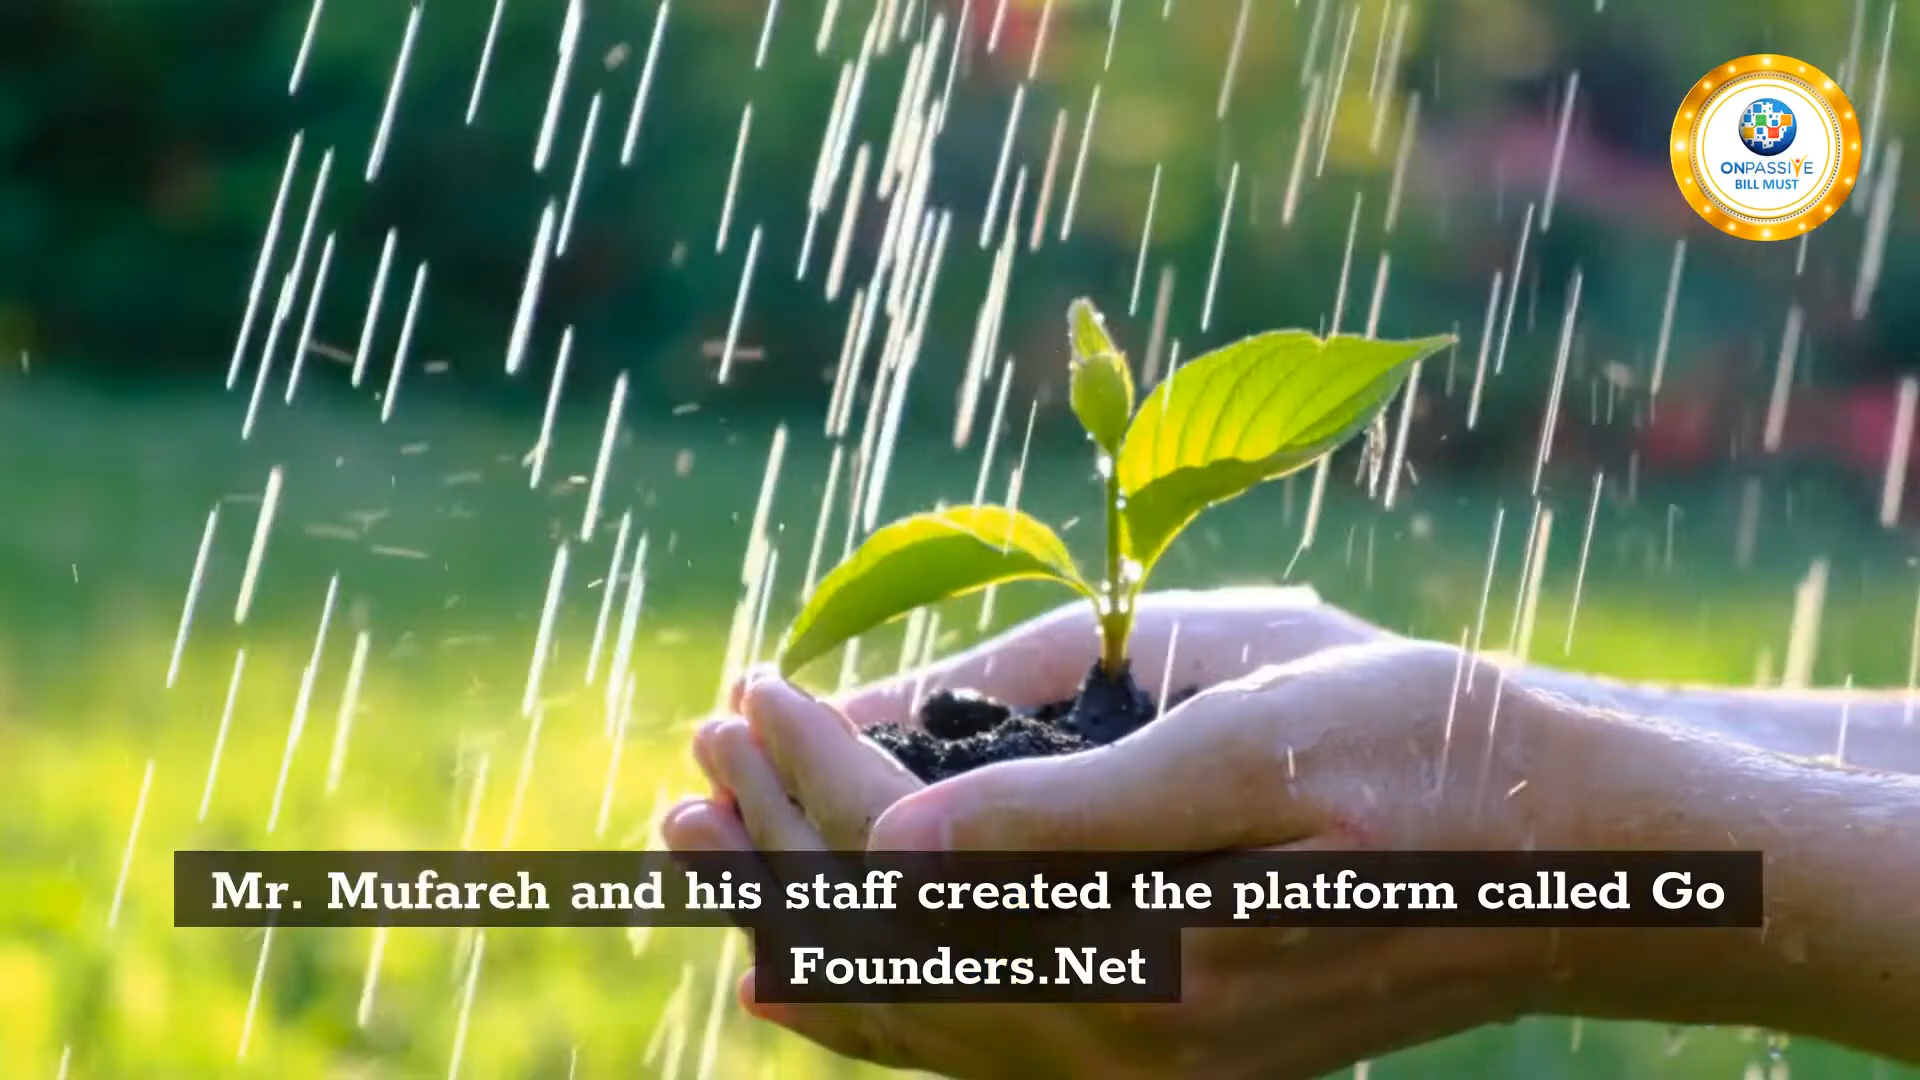 ONPASSIVE
BILL MUST
Mr. Mufareh and his staff created the platform called Go
Founders.Net